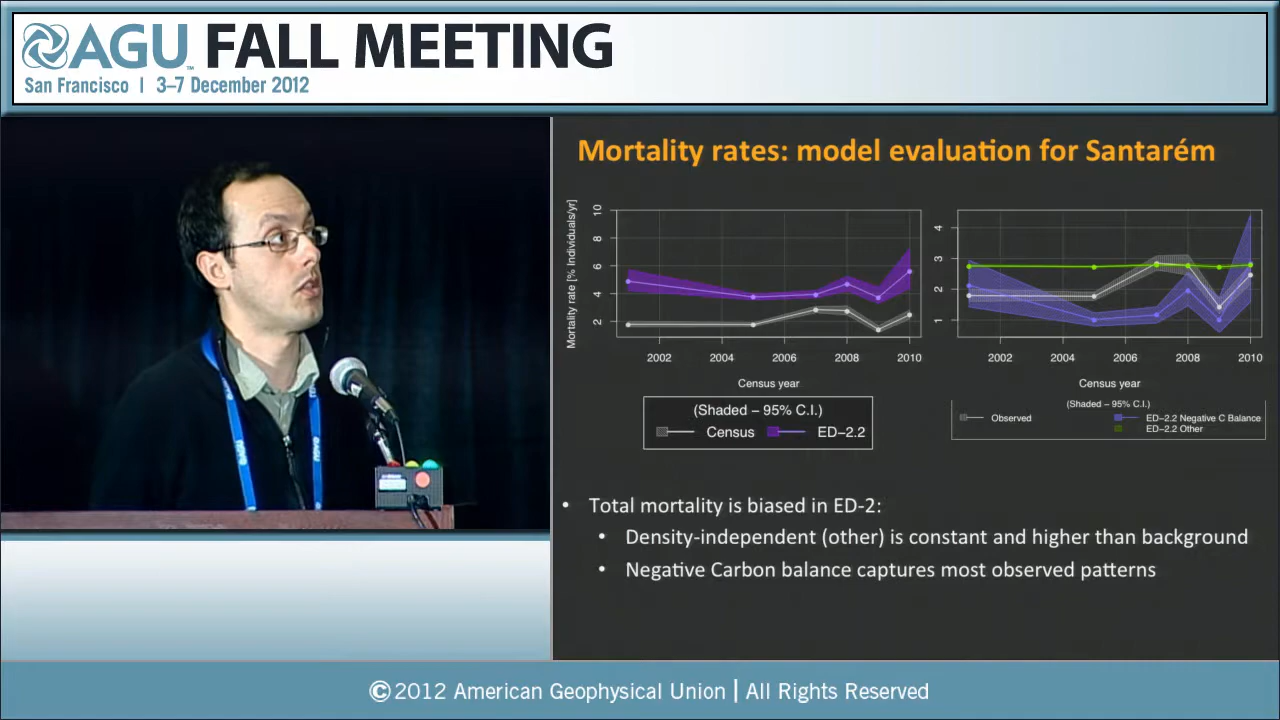 AGU FALL MEETING
San Francisco | 3–7 December 2012
Mortality rates: model evaluation for Santarém
Mortality rate [% Individuals/yr]
10
8
6
4
2
2002 2004 2006 2008 2010
Census year
(Shaded – 95% C.I.)
Census ED–2.2
4
3
2
1
2002 2004 2006 2008 2010
Census year
(Shaded – 95% C.I.)
Observed ED–2.2 Negative C Balance
ED–2.2 Other
• Total mortality is biased in ED-2:
• Density-independent (other) is constant and higher than background
• Negative Carbon balance captures most observed patterns
©2012 American Geophysical Union | All Rights Reserved